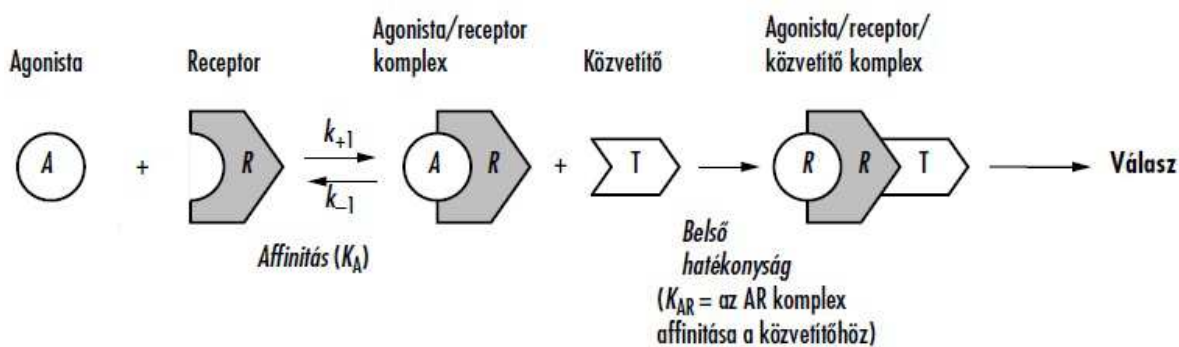 Agonista
Receptor
Agonista/receptor
komplex
Közvetítő
Agonista/receptor/
közvetítő komplex
A
+
R
k+1
k−1
A
R
+
T
R
R
T
Válasz
Affinitás (KA)
Belső
hatékonyság
(KAR = az AR komplex
affinitása a közvetítőhöz)